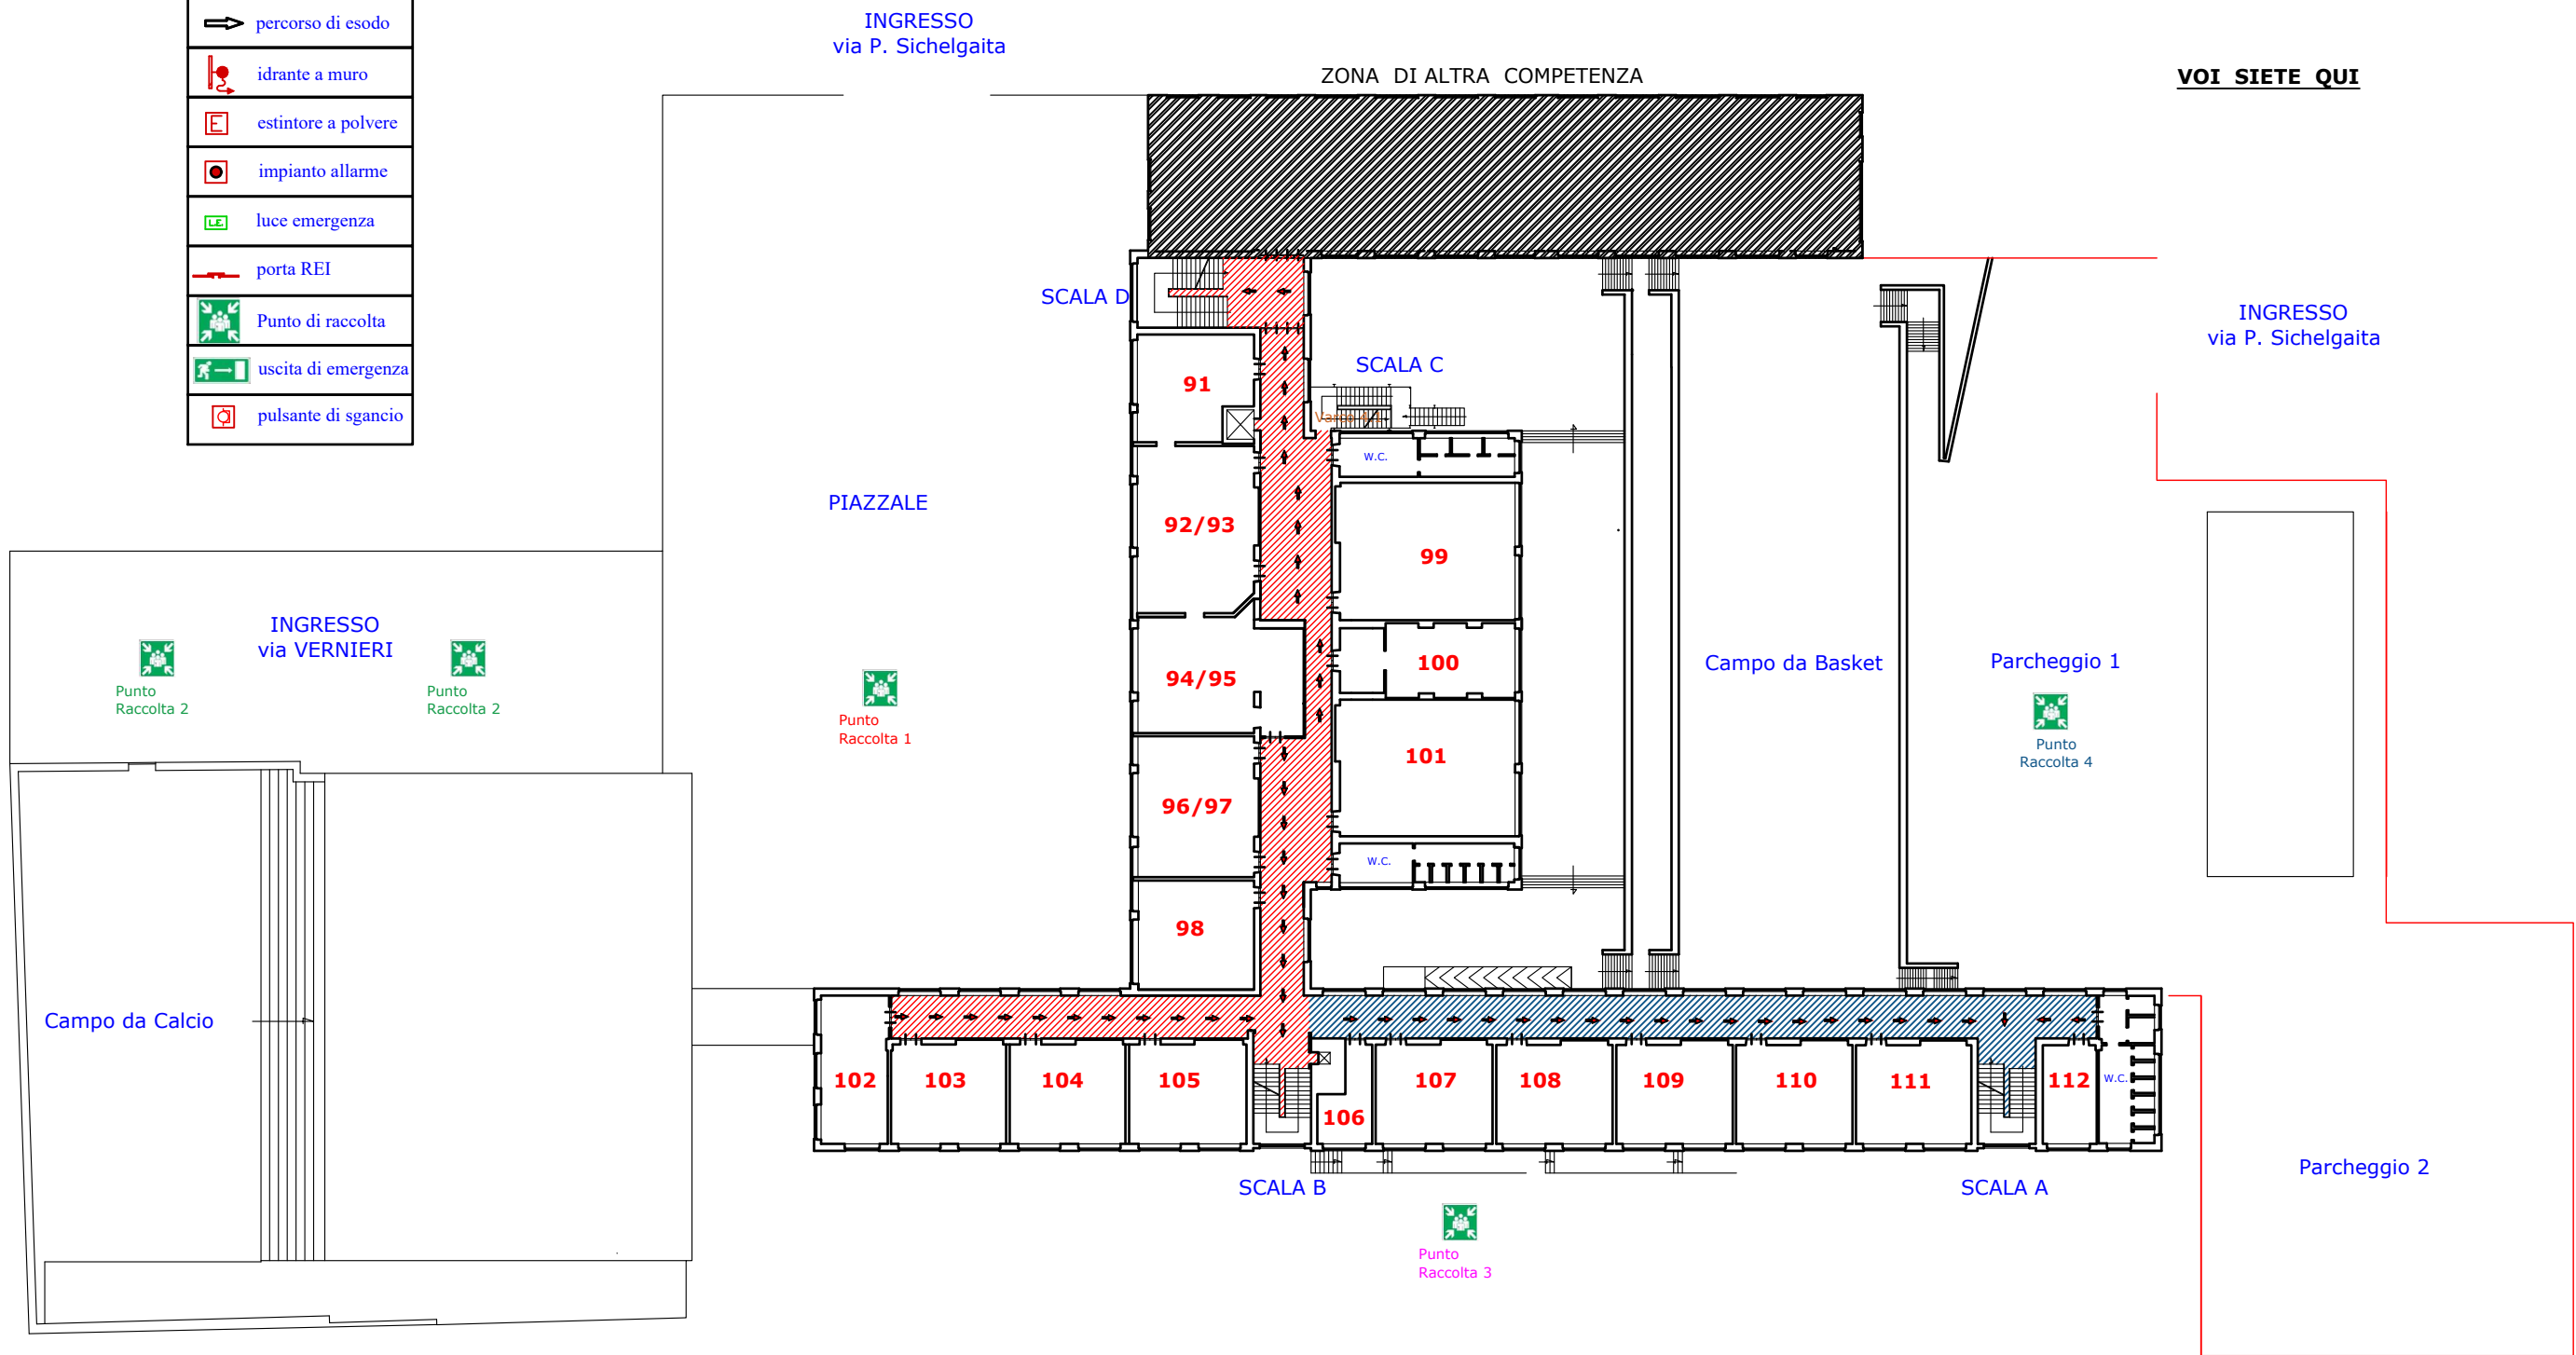 percorso di esodo
idrante a muro
E estintore a polvere
impianto allarme
L.E. luce emergenza
porta REI
Punto di raccolta
uscita di emergenza
pulsante di sgancio
INGRESSO
via P. Sichelgaita
ZONA DI ALTRA COMPETENZA
VOI SIETE QUI
SCALA D
SCALA C
INGRESSO
via P. Sichelgaita
91
W.C.
PIAZZALE
92/93
99
INGRESSO
via VERNIERI
Punto
Raccolta 2
Punto
Raccolta 2
Punto
Raccolta 1
94/95
100
Campo da Basket
Parcheggio 1
Punto
Raccolta 4
96/97
101
W.C.
98
Campo da Calcio
102
103
104
105
106
107
108
109
110
111
112
W.C.
SCALA B
SCALA A
Parcheggio 2
Punto
Raccolta 3